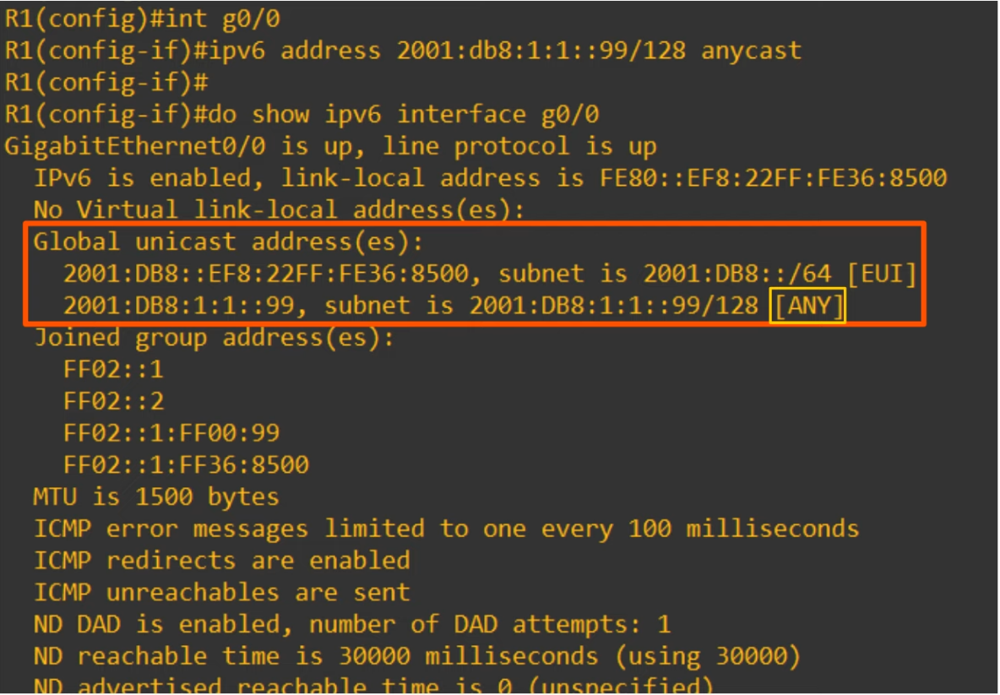 R1(config)#int g0/0
R1(config-if)#ipv6 address 2001:db8:1:1::99/128 anycast
R1(config-if)#
R1(config-if)#do show ipv6 interface g0/0
GigabitEthernet0/0 is up, line protocol is up
IPv6 is enabled, link-local address is FE80::EF8:22FF:FE36:8500
No Virtual link-local address(es):
Global unicast address(es):
2001:DB8::EF8:22FF:FE36:8500, subnet is 2001:DB8::/64 [EUI]
2001:DB8:1:1::99, subnet is 2001:DB8:1:1::99/128 [ANY]
Joined group address(es):
FF02::1
FF02::2
FF02::1:FF00:99
FF02::1:FF36:8500
MTU is 1500 bytes
ICMP error messages limited to one every 100 milliseconds
ICMP redirects are enabled
ICMP unreachables are sent
ND DAD is enabled, number of DAD attempts: 1
ND reachable time is 30000 milliseconds (using 30000)
ND advertised reachable time is 0 (unspecified)